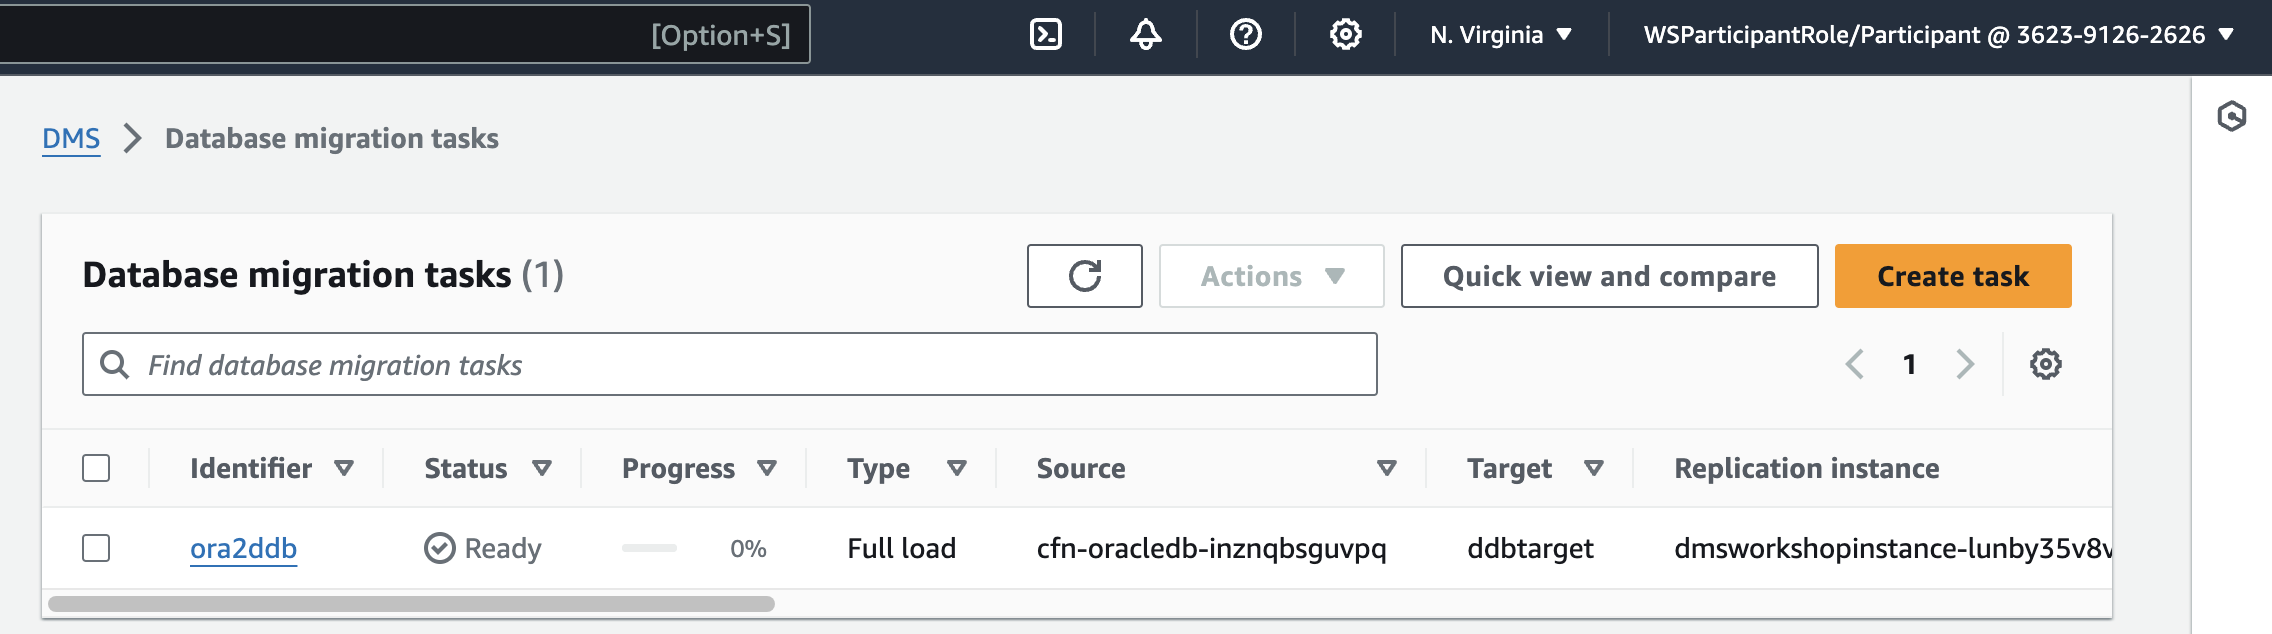 [Option+S]
N. Virginia
WSParticipantRole/Participant @ 3623-9126-2626
DMS
Database migration tasks
Database migration tasks (1)
Actions
Quick view and compare
Create task
Find database migration tasks
1
Identifier Status Progress Type Source Target Replication instance
ora2ddb Ready 0% Full load cfn-oracledb-inznqbsguvpq ddbtarget dmsworkshopinstance-lunby35v8v